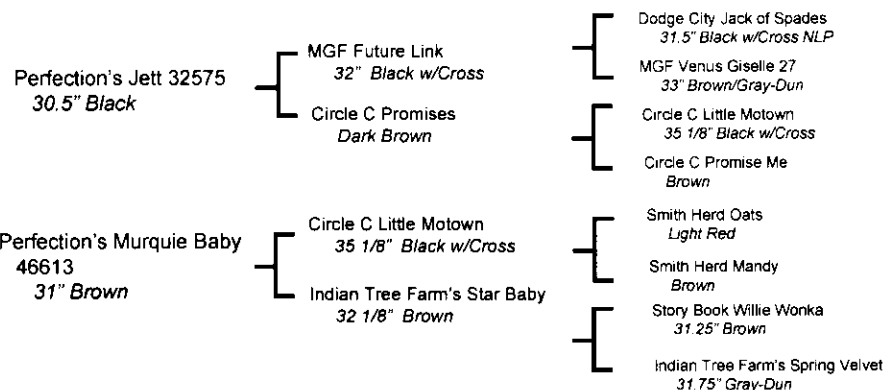 Perfection's Jett 32575
30.5" Black
MGF Future Link
32" Black w/Cross
Circle C Promises
Dark Brown
Dodge City Jack of Spades
31.5" Black w/Cross NLP
MGF Venus Giselle 27
33" Brown/Gray-Dun
Circle C Little Motown
35 1/8" Black w/Cross
Circle C Promise Me
Brown
Perfection's Murquie Baby
46613
31" Brown
Circle C Little Motown
35 1/8" Black w/Cross
Indian Tree Farm's Star Baby
32 1/8" Brown
Smith Herd Oats
Light Red
Smith Herd Mandy
Brown
Story Book Willie Wonka
31.25" Brown
Indian Tree Farm's Spring Velvet
31.75" Gray-Dun